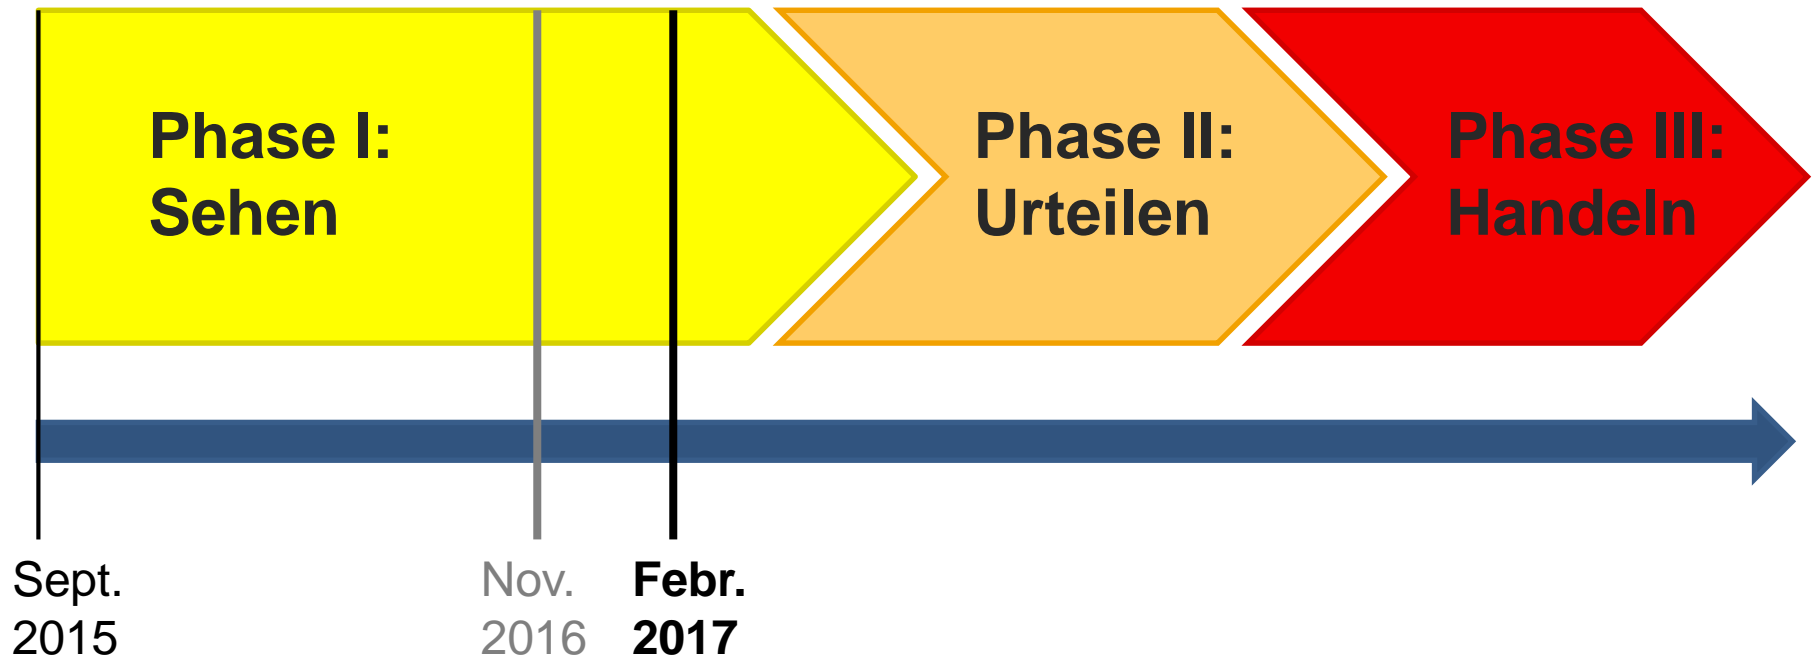 Phase I:
Sehen
Phase II:
Urteilen
Phase III:
Handeln
Sept.
2015
Nov.
2016
Febr.
2017